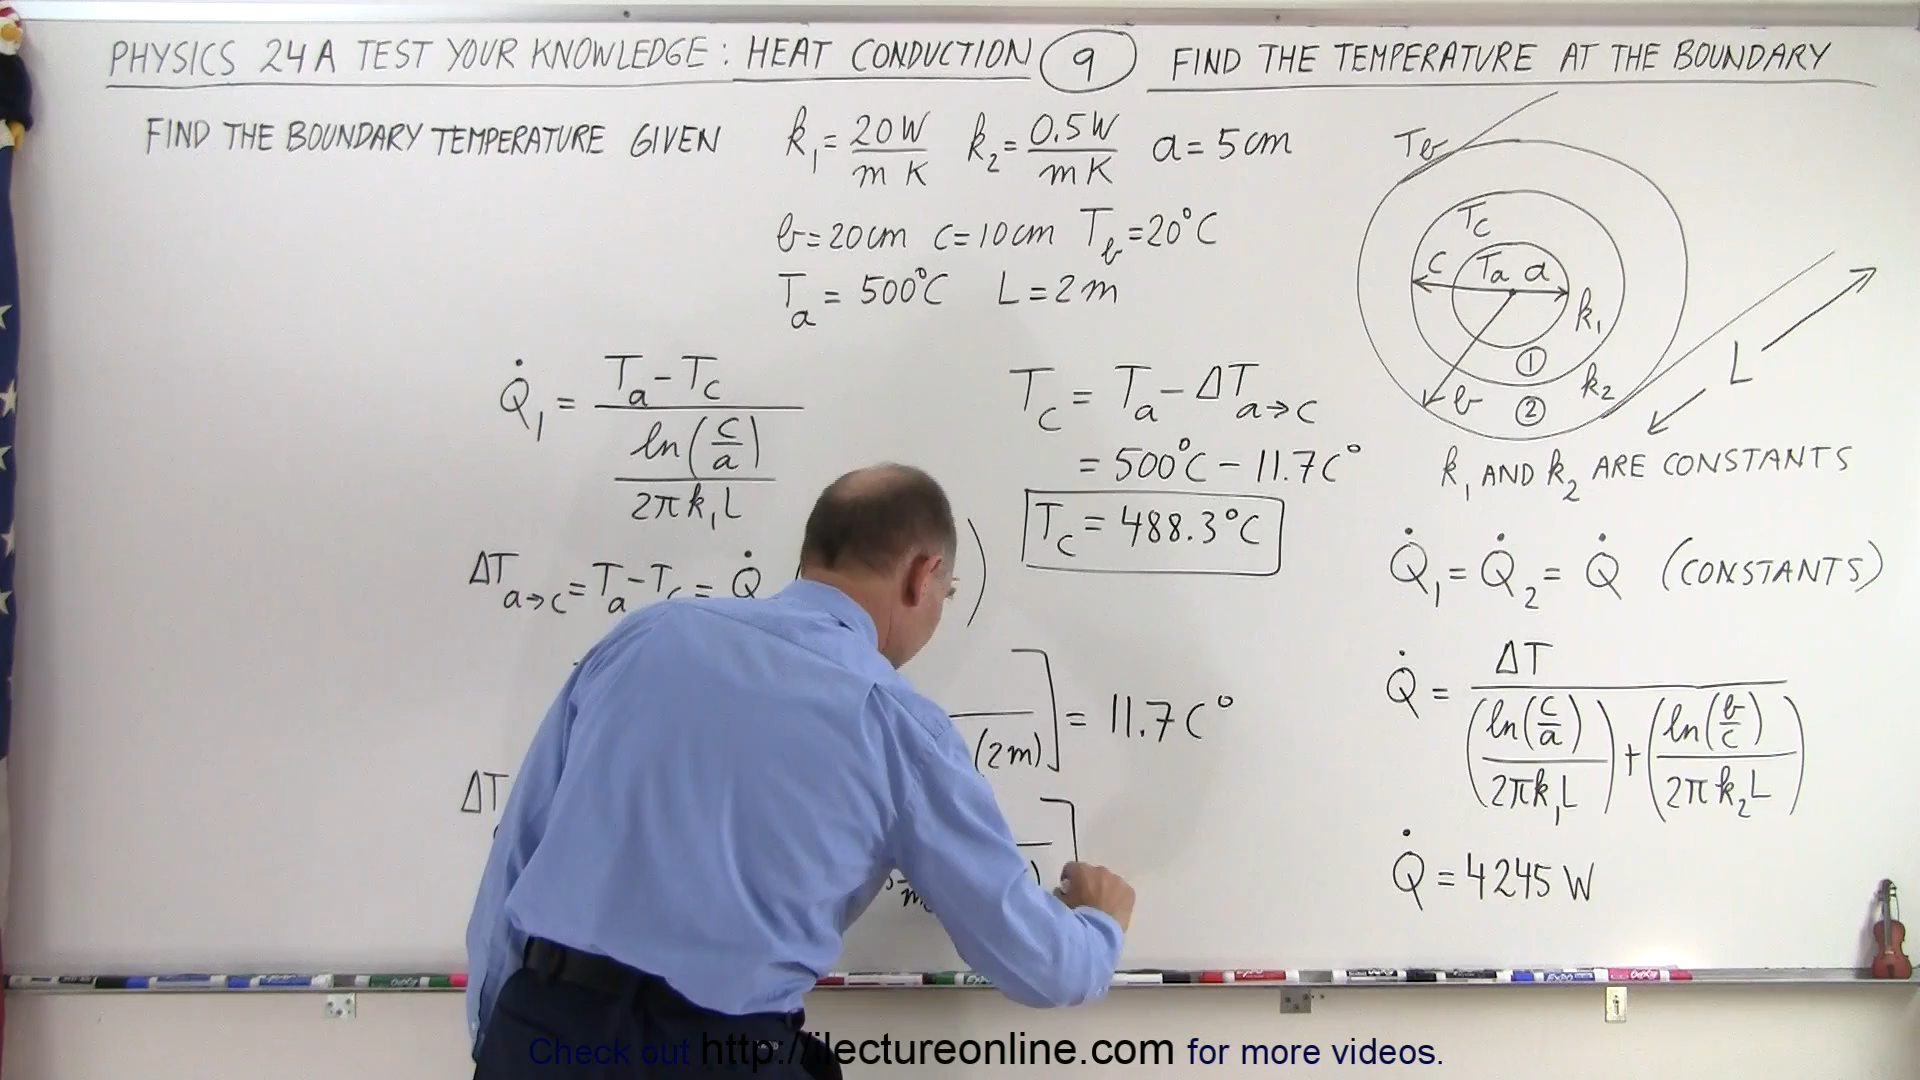 PHYSICS 24A TEST YOUR KNOWLEDGE: HEAT CONDUCTION 9 FIND THE TEMPERATURE AT THE BOUNDARY
FIND THE BOUNDARY TEMPERATURE GIVEN k₁ = 20W/m K k₂ = 0.5W/m K a = 5cm
b = 20cm c = 10cm T_b = 20°C
T_a = 500°C L = 2m
T_b
T_c
c T_a a
k₁
①
b ② k₂
L
k₁ AND k₂ ARE CONSTANTS
Q̇₁ = (T_a - T_c) / (ln(c/a) / 2πk₁L)
ΔT_a→c = T_a - T_c = Q̇ )
] = 11.7C°
(2m)
ΔT
]
T_c = T_a - ΔT_a→c
= 500°C - 11.7C°
T_c = 488.3°C
Q̇₁ = Q̇₂ = Q̇ (CONSTANTS)
Q̇ = ΔT / ((ln(c/a) / 2πk₁L) + (ln(b/c) / 2πk₂L))
Q̇ = 4245 W
EXPO
Check out http://ilectureonline.com for more videos.